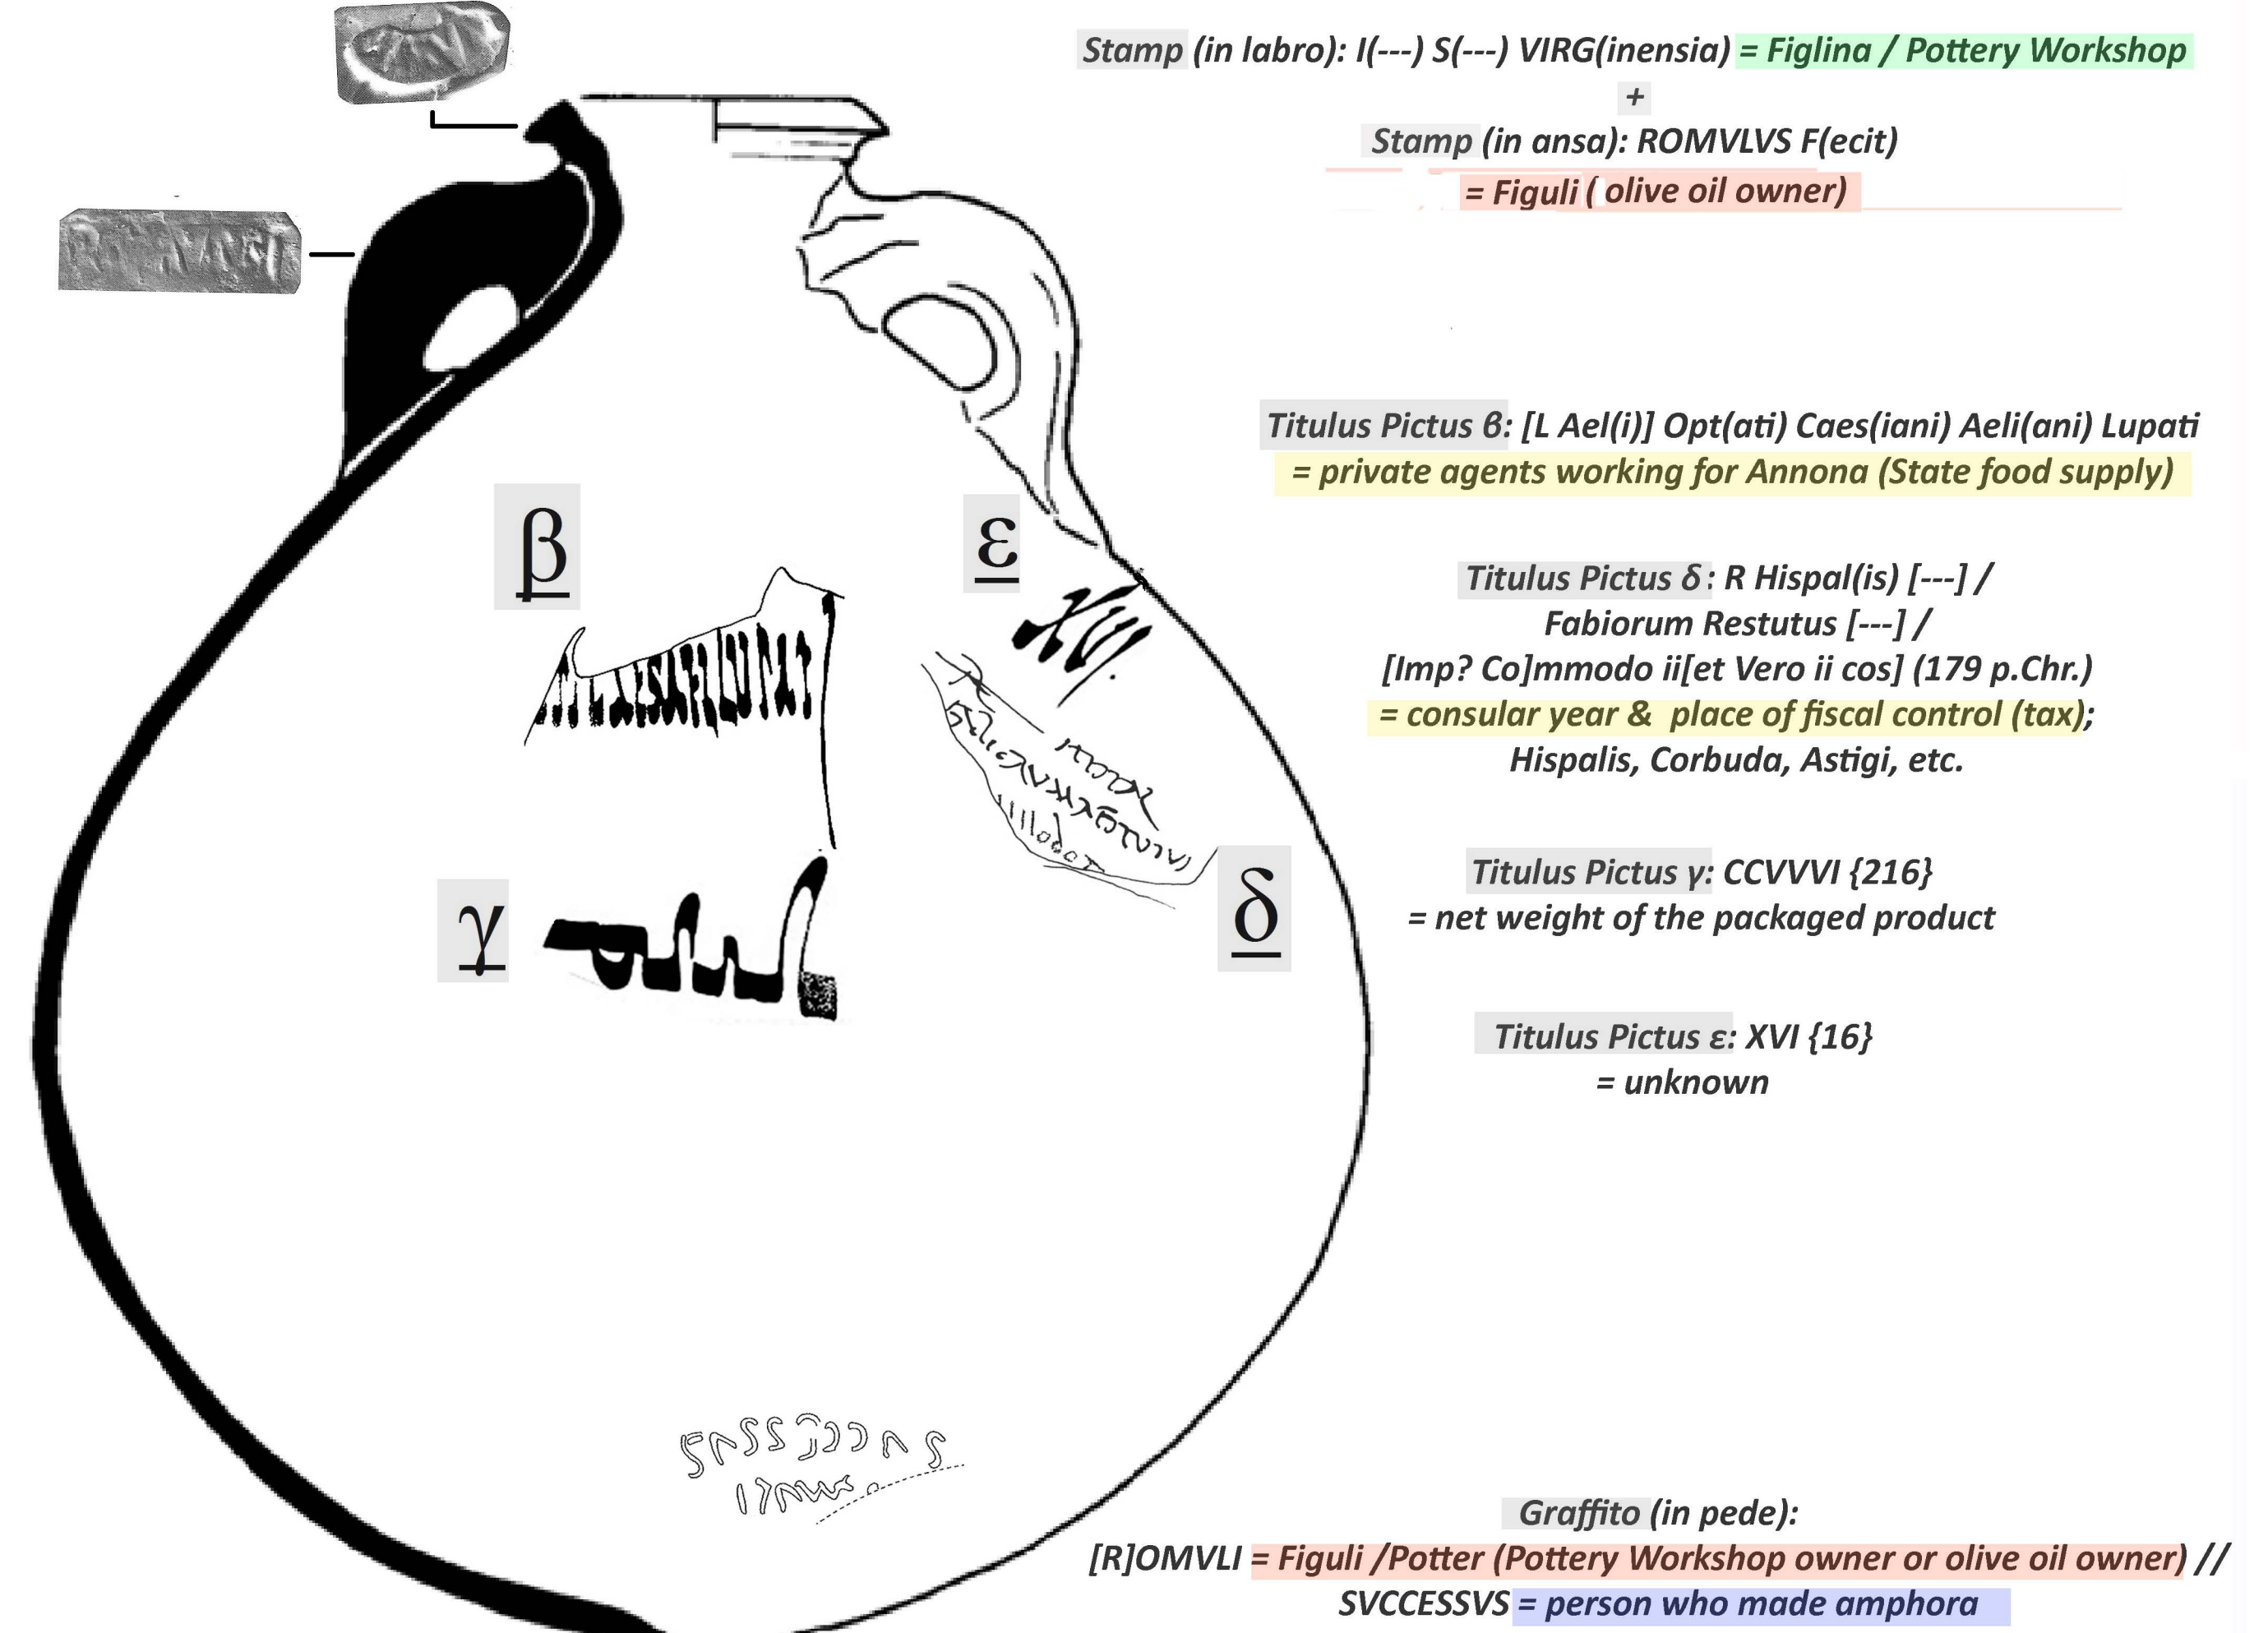 Stamp (in labro): I(---) S(---) VIRG(inensia) = Figlina / Pottery Workshop
+
Stamp (in ansa): ROMVLVS F(ecit)
= Figuli ( olive oil owner)
Titulus Pictus β: [L Ael(i)] Opt(ati) Caes(iani) Aeli(ani) Lupati
= private agents working for Annona (State food supply)
β
ε
XVI
Titulus Pictus δ: R Hispal(is) [---] /
Fabiorum Restutus [---] /
[Imp? Co]mmodo ii[et Vero ii cos] (179 p.Chr.)
= consular year & place of fiscal control (tax);
Hispalis, Corbuda, Astigi, etc.
γ
δ
Titulus Pictus γ: CCVVVI {216}
= net weight of the packaged product
Titulus Pictus ε: XVI {16}
= unknown
SVCCESSVS
Graffito (in pede):
[R]OMVLI = Figuli /Potter (Pottery Workshop owner or olive oil owner) //
SVCCESSVS = person who made amphora